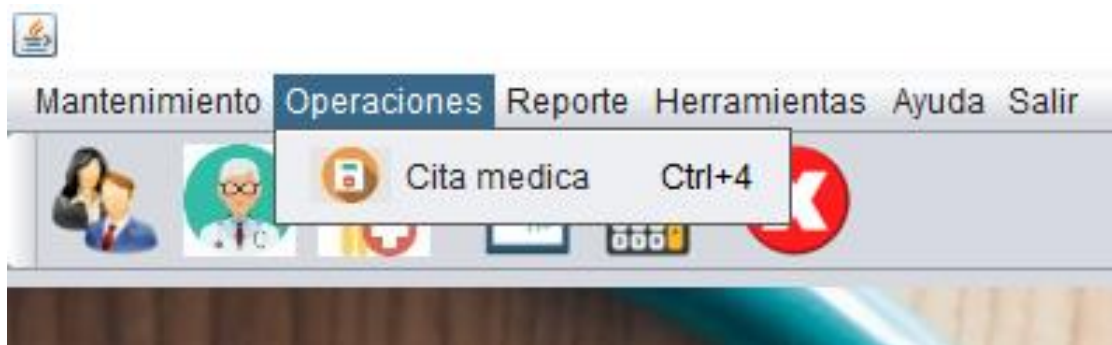 Mantenimiento Operaciones Reporte Herramientas Ayuda Salir
Cita medica Ctrl+4